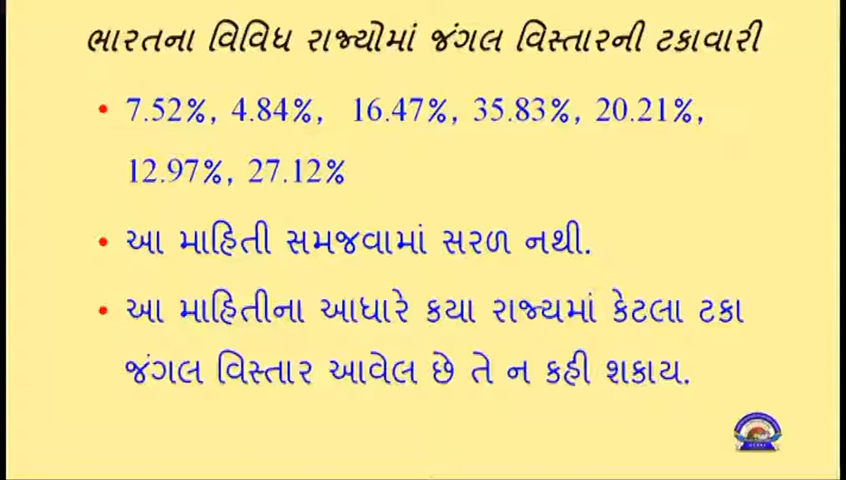 ભારતના વિવિધ રાજ્યોમાં જંગલ વિસ્તારની ટકાવારી
• 7.52%, 4.84%, 16.47%, 35.83%, 20.21%,
12.97%, 27.12%
• આ માહિતી સમજવામાં સરળ નથી.
• આ માહિતીના આધારે કયા રાજ્યમાં કેટલા ટકા
જંગલ વિસ્તાર આવેલ છે તે ન કહી શકાય.